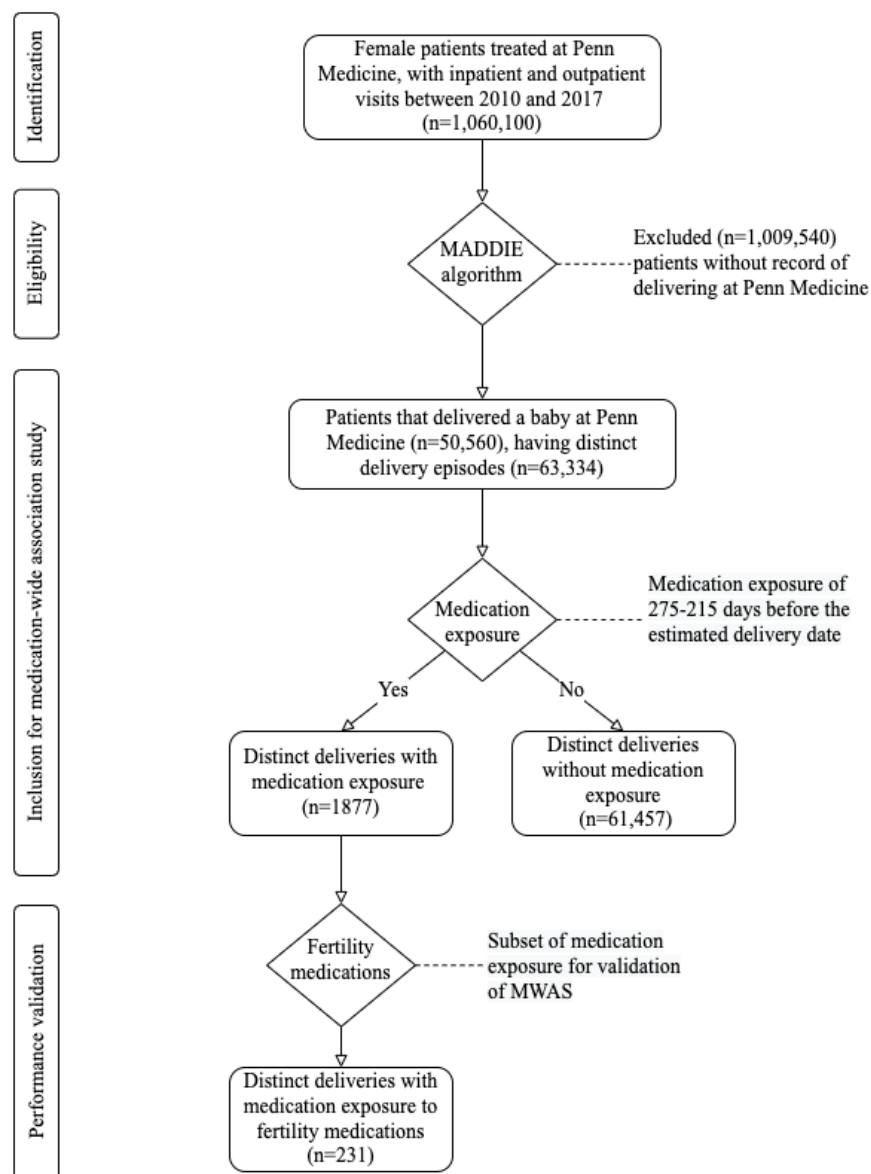 Identification
Female patients treated at Penn
Medicine, with inpatient and outpatient
visits between 2010 and 2017
(n=1,060,100)
Eligibility
MADDIE
algorithm
Excluded (n=1,009,540)
patients without record of
delivering at Penn Medicine
Inclusion for medication-wide association study
Patients that delivered a baby at Penn
Medicine (n=50,560), having distinct
delivery episodes (n=63,334)
Medication
exposure
Medication exposure of
275-215 days before the
estimated delivery date
Yes
No
Distinct deliveries with
medication exposure
(n=1877)
Distinct deliveries
without medication
exposure
(n=61,457)
Performance validation
Fertility
medications
Subset of medication
exposure for validation
of MWAS
Distinct deliveries with
medication exposure to
fertility medications
(n=231)